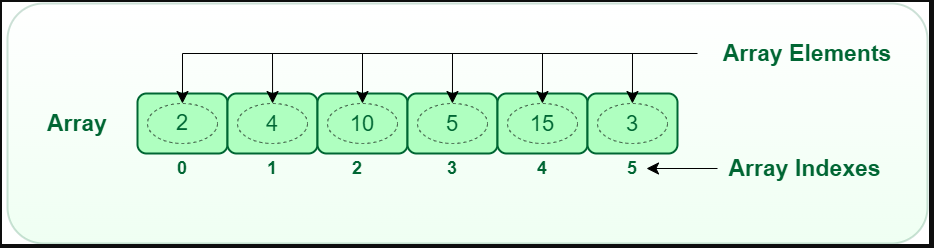 Array Elements
Array 2 4 10 5 15 3
0 1 2 3 4 5 Array Indexes